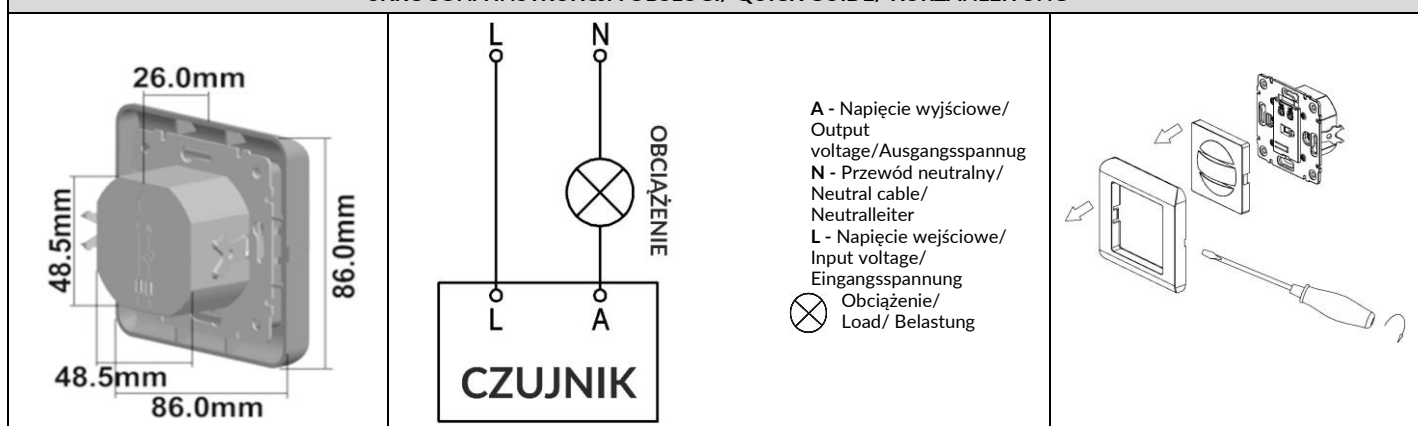 26.0mm
48.5mm
86.0mm
48.5mm
86.0mm
L N
OBCIĄŻENIE
L A
CZUJNIK
A - Napięcie wyjściowe/
Output
voltage/Ausgangsspannug
N - Przewód neutralny/
Neutral cable/
Neutralleiter
L - Napięcie wejściowe/
Input voltage/
Eingangsspannung
Obciążenie/
Load/ Belastung